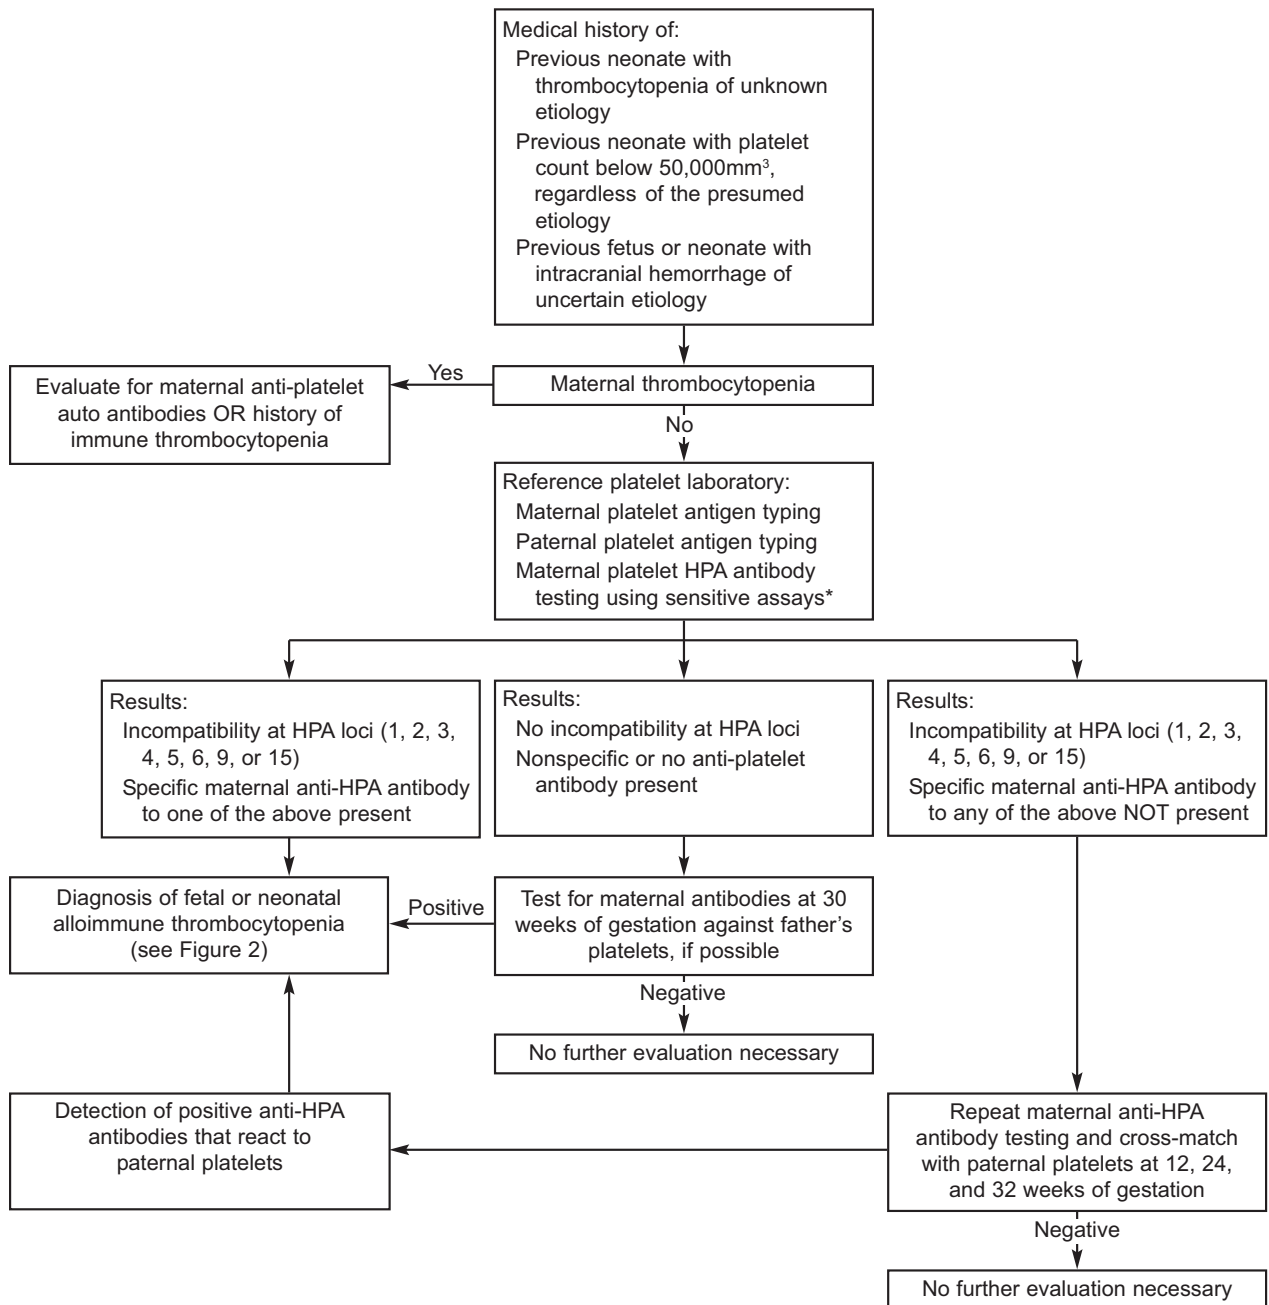 Medical history of:
Previous neonate with
thrombocytopenia of unknown
etiology
Previous neonate with platelet
count below 50,000mm³,
regardless of the presumed
etiology
Previous fetus or neonate with
intracranial hemorrhage of
uncertain etiology
Yes
Maternal thrombocytopenia
Evaluate for maternal anti-platelet
auto antibodies OR history of
immune thrombocytopenia
No
Reference platelet laboratory:
Maternal platelet antigen typing
Paternal platelet antigen typing
Maternal platelet HPA antibody
testing using sensitive assays*
Results:
Incompatibility at HPA loci (1, 2, 3,
4, 5, 6, 9, or 15)
Specific maternal anti-HPA antibody
to one of the above present
Results:
No incompatibility at HPA loci
Nonspecific or no anti-platelet
antibody present
Results:
Incompatibility at HPA loci (1, 2, 3,
4, 5, 6, 9, or 15)
Specific maternal anti-HPA antibody
to any of the above NOT present
Diagnosis of fetal or neonatal
alloimmune thrombocytopenia
(see Figure 2)
Positive
Test for maternal antibodies at 30
weeks of gestation against father's
platelets, if possible
Negative
No further evaluation necessary
Detection of positive anti-HPA
antibodies that react to
paternal platelets
Repeat maternal anti-HPA
antibody testing and cross-match
with paternal platelets at 12, 24,
and 32 weeks of gestation
Negative
No further evaluation necessary